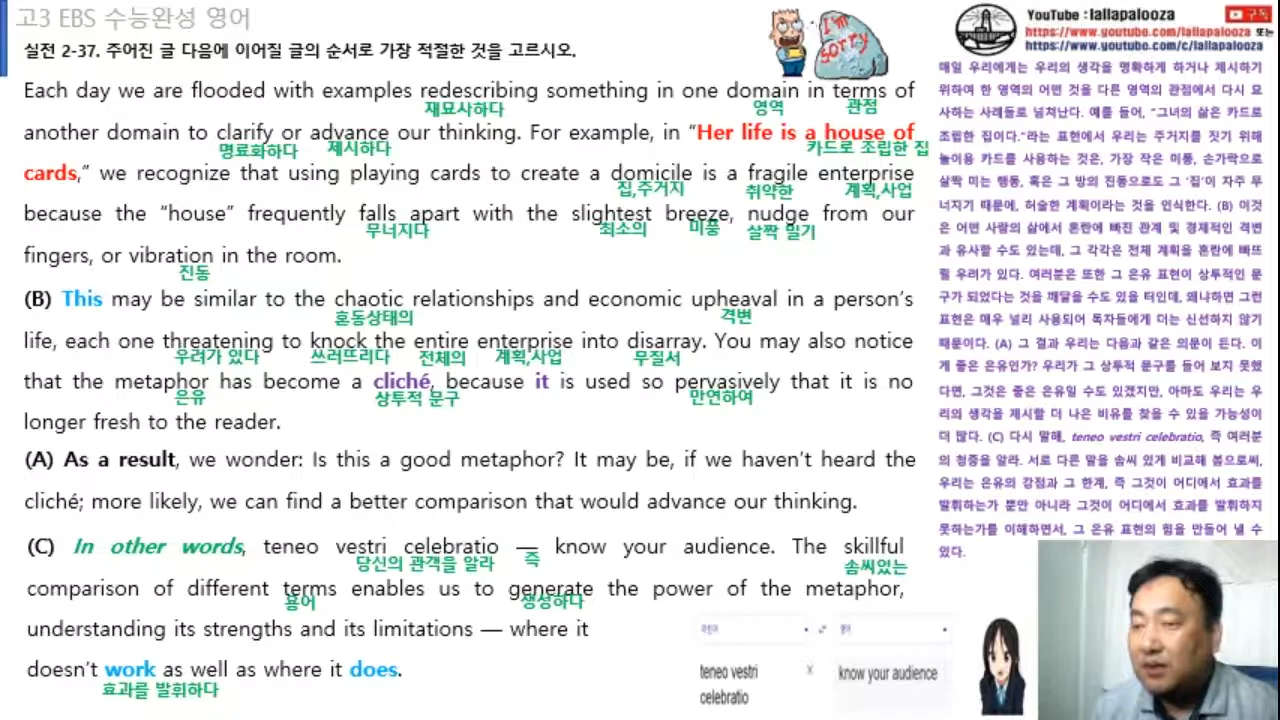 고3 EBS 수능완성 영어
실전 2-37. 주어진 글 다음에 이어질 글의 순서로 가장 적절한 것을 고르시오.
I'm sorry
YouTube : lallapalooza
구독
https://www.youtube.com/lallapalooza 또는
https://www.youtube.com/c/lallapalooza
Each day we are flooded with examples redescribing something in one domain in terms of
재묘사하다 영역 관점
another domain to clarify or advance our thinking. For example, in “Her life is a house of
명료화하다 제시하다 카드로 조립한 집
cards,” we recognize that using playing cards to create a domicile is a fragile enterprise
집,주거지 취약한 계획,사업
because the “house” frequently falls apart with the slightest breeze, nudge from our
무너지다 최소의 미풍 살짝 밀기
fingers, or vibration in the room.
진동
(B) This may be similar to the chaotic relationships and economic upheaval in a person’s
혼동상태의 격변
life, each one threatening to knock the entire enterprise into disarray. You may also notice
우려가 있다 쓰러뜨리다 전체의 계획,사업 무질서
that the metaphor has become a cliché, because it is used so pervasively that it is no
은유 상투적 문구 만연하여
longer fresh to the reader.
(A) As a result, we wonder: Is this a good metaphor? It may be, if we haven’t heard the
cliché; more likely, we can find a better comparison that would advance our thinking.
(C) In other words, teneo vestri celebratio — know your audience. The skillful
당신의 관객을 알라 즉 솜씨있는
comparison of different terms enables us to generate the power of the metaphor,
용어 생성하다
understanding its strengths and its limitations — where it
doesn’t work as well as where it does.
효과를 발휘하다
매일 우리에게는 우리의 생각을 명확하게 하거나 제시하기
위하여 한 영역의 어떤 것을 다른 영역의 관점에서 다시 묘
사하는 사례들로 넘쳐난다. 예를 들어, “그녀의 삶은 카드로
조립한 집이다.”라는 표현에서 우리는 주거지를 짓기 위해
놀이용 카드를 사용하는 것은, 가장 작은 미풍, 손가락으로
살짝 미는 행동, 혹은 그 방의 진동으로도 그 ‘집’이 자주 무
너지기 때문에, 허술한 계획이라는 것을 인식한다. (B) 이것
은 어떤 사람의 삶에서 혼란에 빠진 관계 및 경제적인 격변
과 유사할 수도 있는데, 그 각각은 전체 계획을 혼란에 빠뜨
릴 우려가 있다. 여러분은 또한 그 은유 표현이 상투적인 문
구가 되었다는 것을 깨달을 수도 있을 터인데, 왜냐하면 그런
표현은 매우 널리 사용되어 독자들에게 더는 신선하지 않기
때문이다. (A) 그 결과 우리는 다음과 같은 의문이 든다. 이
게 좋은 은유인가? 우리가 그 상투적 문구를 들어 보지 못했
다면, 그것은 좋은 은유일 수도 있겠지만, 아마도 우리는 우
리의 생각을 제시할 더 나은 비유를 찾을 수 있을 가능성이
더 많다. (C) 다시 말해, teneo vestri celebratio, 즉 여러분
의 청중을 알라. 서로 다른 말을 솜씨 있게 비교해 봄으로써,
우리는 은유의 강점과 그 한계, 즉 그것이 어디에서 효과를
발휘하는가 뿐만 아니라 그것이 어디에서 효과를 발휘하지
못하는가를 이해하면서, 그 은유 표현의 힘을 만들어 낼 수
있다.
라틴어 영어
teneo vestri
celebratio
know your audience